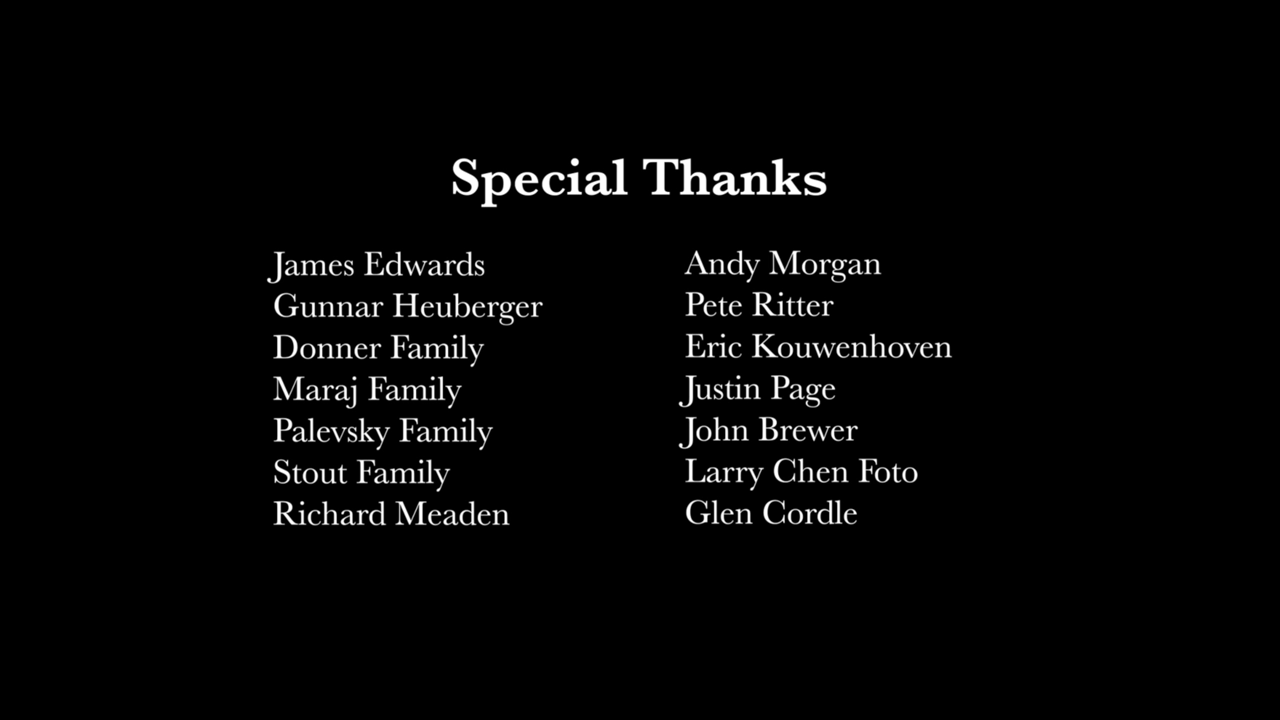 Special Thanks
James Edwards
Gunnar Heuberger
Donner Family
Maraj Family
Palevsky Family
Stout Family
Richard Meaden
Andy Morgan
Pete Ritter
Eric Kouwenhoven
Justin Page
John Brewer
Larry Chen Foto
Glen Cordle